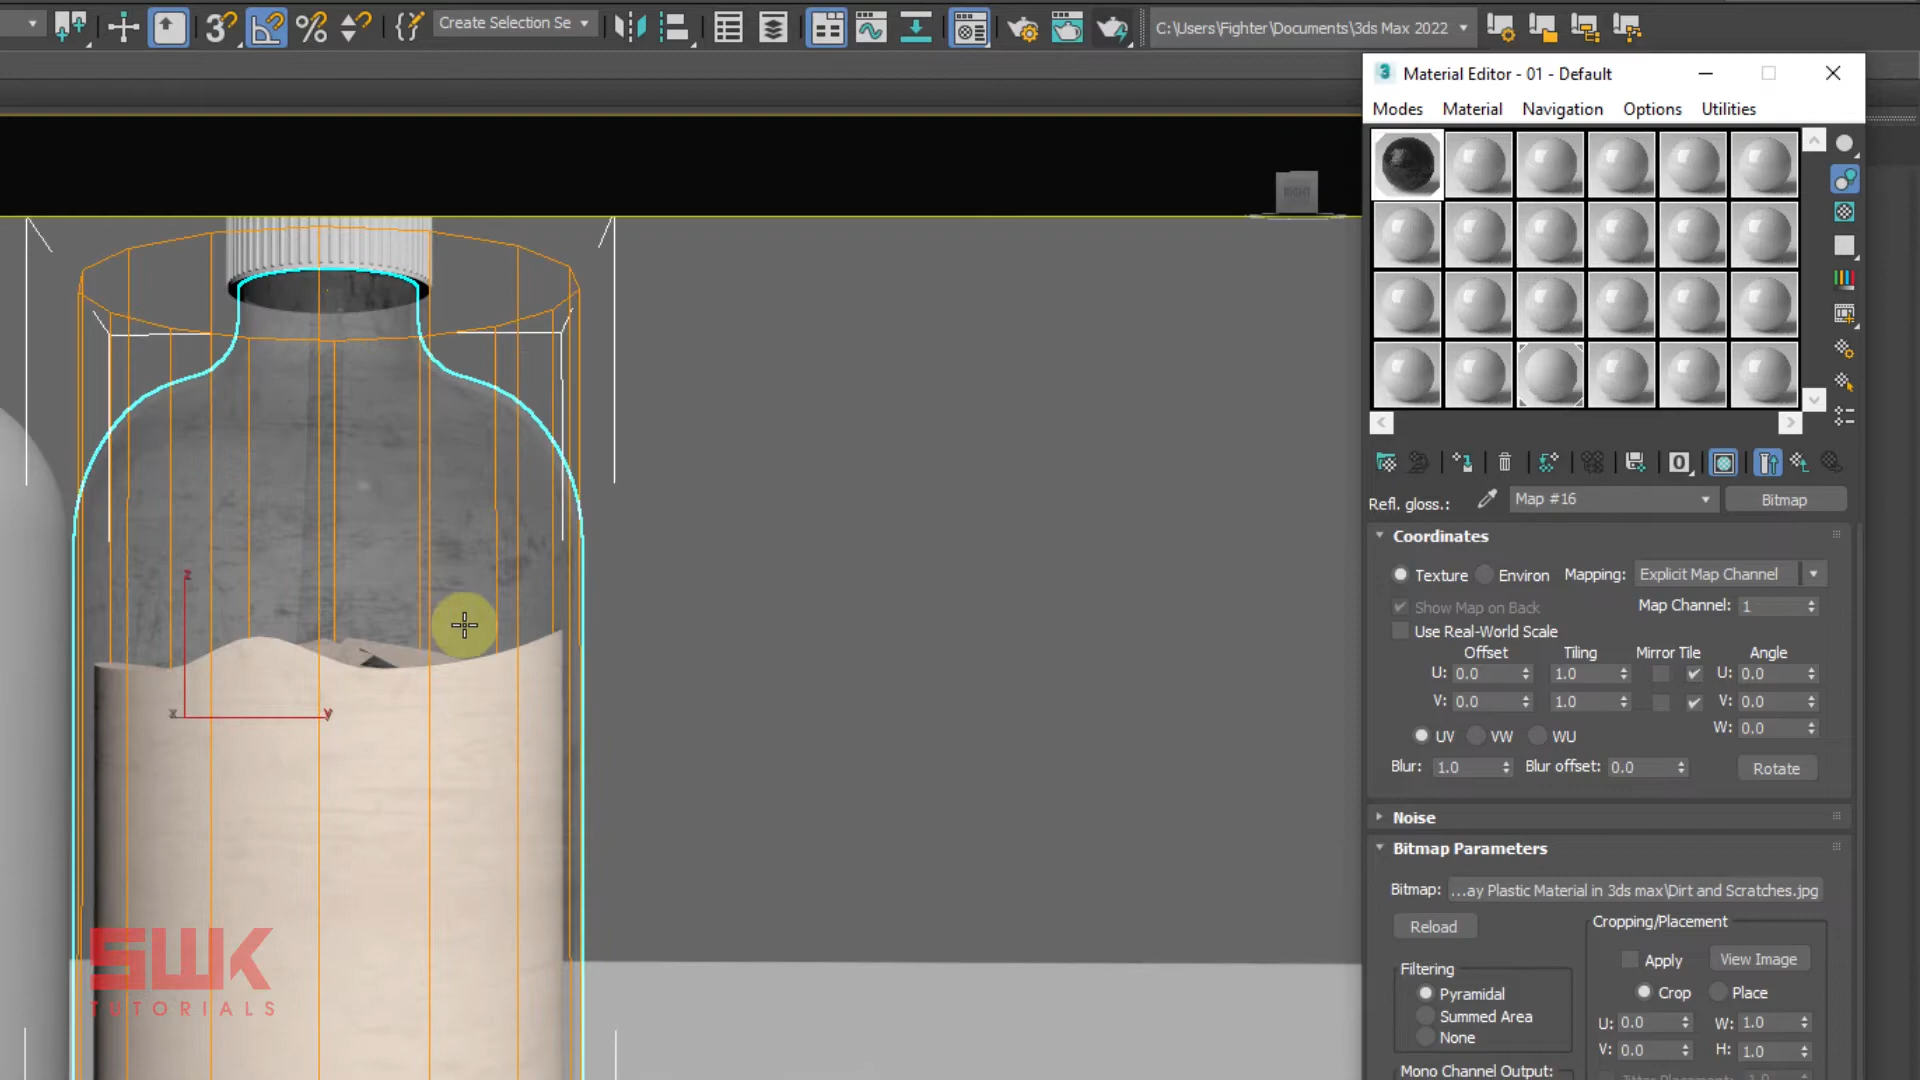 Create Selection Se
C:\Users\Fighter\Documents\3ds Max 2022
Material Editor - 01 - Default
Modes Material Navigation Options Utilities
Refl. gloss.: Map #16 Bitmap
Coordinates
Texture Environ Mapping: Explicit Map Channel
Show Map on Back Map Channel: 1
Use Real-World Scale
Offset Tiling Mirror Tile Angle
U: 0.0 1.0 U: 0.0
V: 0.0 1.0 V: 0.0
UV VW WU W: 0.0
Blur: 1.0 Blur offset: 0.0 Rotate
Noise
Bitmap Parameters
Bitmap: ...ay Plastic Material in 3ds max\Dirt and Scratches.jpg
Reload Cropping/Placement
Apply View Image
Filtering
Pyramidal Crop Place
Summed Area U: 0.0 W: 1.0
None V: 0.0 H: 1.0
Mono Channel Output:
RIGHT
z
x y
SWK
TUTORIALS